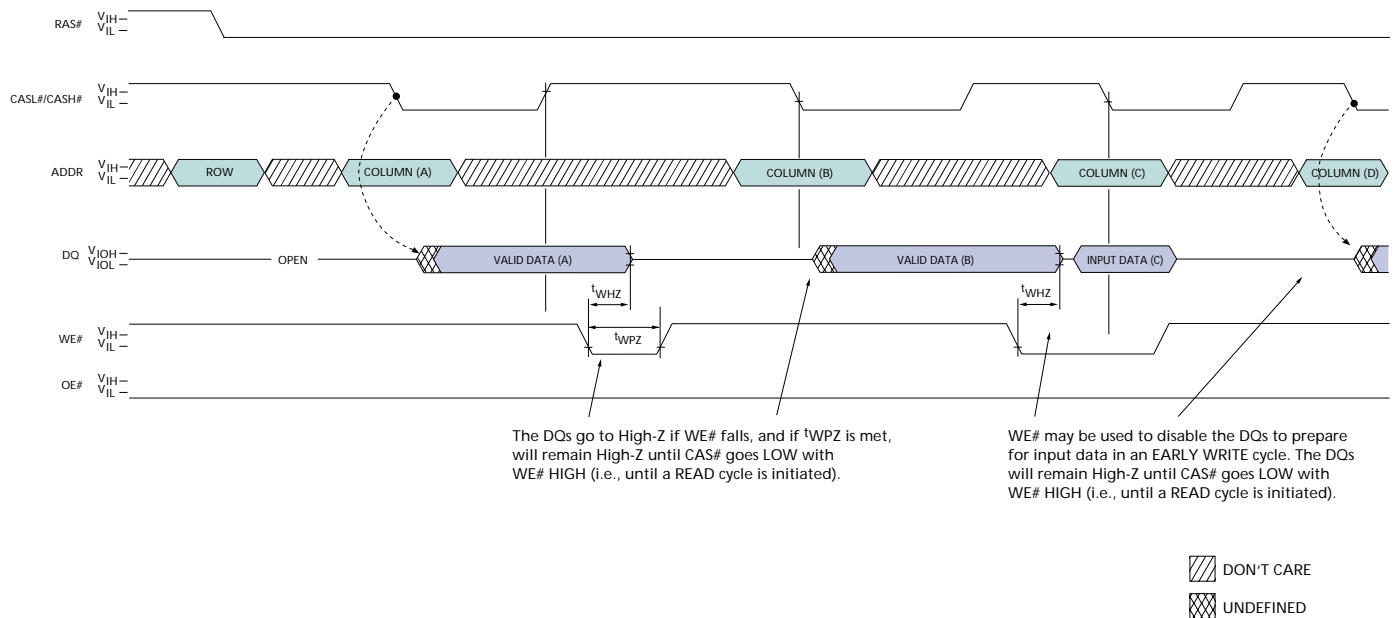 RAS# VIH VIL
CASL#/CASH# VIH VIL
ADDR VIH VIL ROW COLUMN (A) COLUMN (B) COLUMN (C) COLUMN (D)
DQ VIOH VIOL OPEN VALID DATA (A) VALID DATA (B) INPUT DATA (C)
tWHZ tWHZ
tWPZ
WE# VIH VIL
OE# VIH VIL
The DQs go to High-Z if WE# falls, and if tWPZ is met,
will remain High-Z until CAS# goes LOW with
WE# HIGH (i.e., until a READ cycle is initiated).
WE# may be used to disable the DQs to prepare
for input data in an EARLY WRITE cycle. The DQs
will remain High-Z until CAS# goes LOW with
WE# HIGH (i.e., until a READ cycle is initiated).
DON'T CARE
UNDEFINED